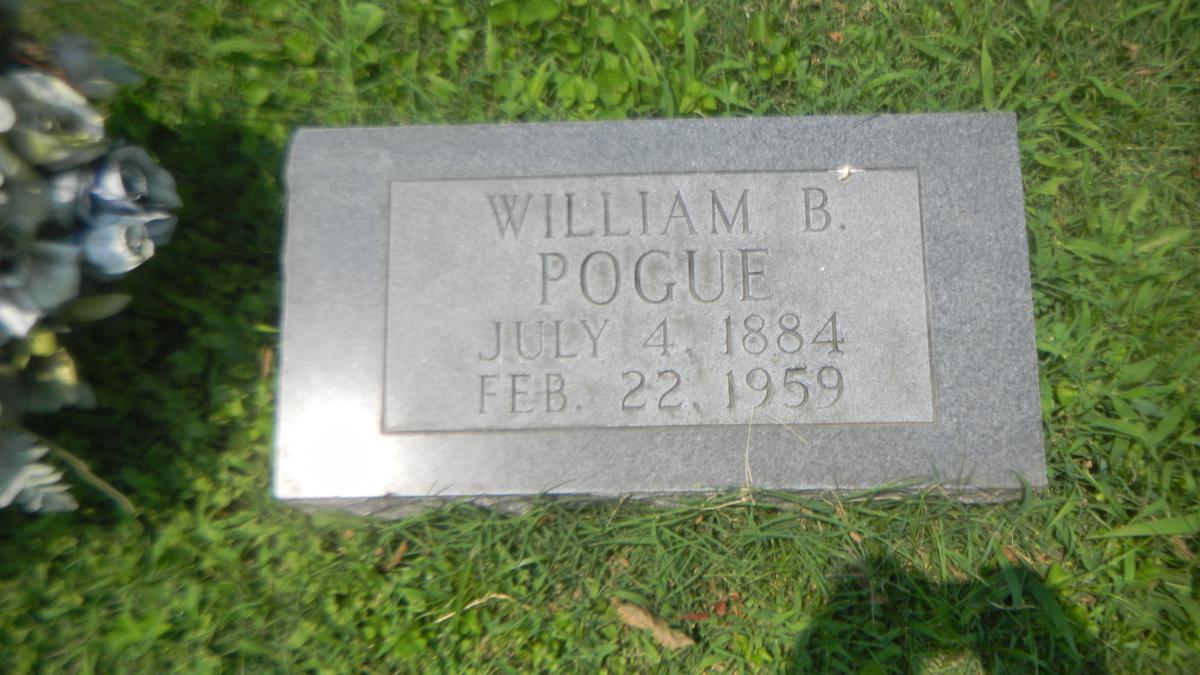 WILLIAM B.
POGUE
JULY 4, 1884
FEB. 22, 1959